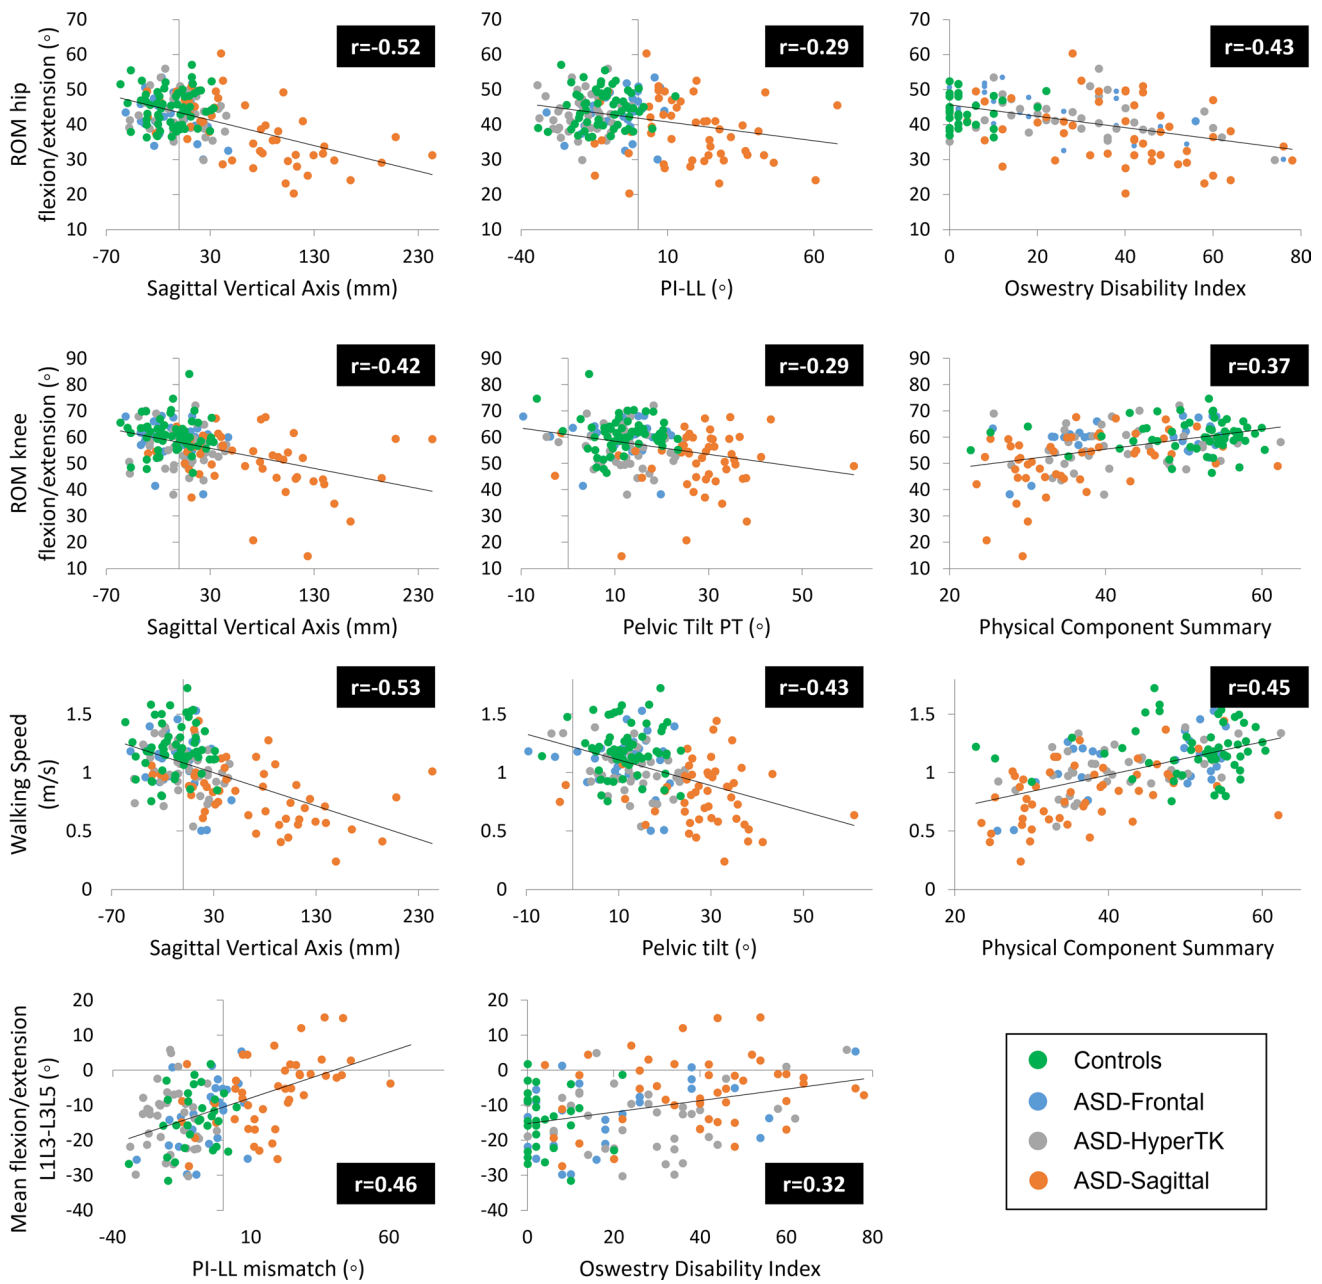 70
60
50
40
30
20
10
ROM hip
flexion/extension (°)
r=-0.52
-70 30 130 230
Sagittal Vertical Axis (mm)
70
60
50
40
30
20
10
r=-0.29
-40 10 60
PI-LL (°)
70
60
50
40
30
20
10
r=-0.43
0 20 40 60 80
Oswestry Disability Index
90
80
70
60
50
40
30
20
10
ROM knee
flexion/extension (°)
r=-0.42
-70 30 130 230
Sagittal Vertical Axis (mm)
90
80
70
60
50
40
30
20
10
r=-0.29
-10 10 30 50
Pelvic Tilt PT (°)
90
80
70
60
50
40
30
20
10
r=0.37
20 40 60
Physical Component Summary
1.5
1
0.5
0
Walking Speed
(m/s)
r=-0.53
-70 30 130 230
Sagittal Vertical Axis (mm)
1.5
1
0.5
0
r=-0.43
-10 10 30 50
Pelvic tilt (°)
1.5
1
0.5
0
r=0.45
20 40 60
Physical Component Summary
20
10
0
-10
-20
-30
-40
Mean flexion/extension
L1L3-L3L5 (°)
r=0.46
-40 10 60
PI-LL mismatch (°)
20
10
0
-10
-20
-30
-40
r=0.32
0 20 40 60 80
Oswestry Disability Index
Controls
ASD-Frontal
ASD-HyperTK
ASD-Sagittal